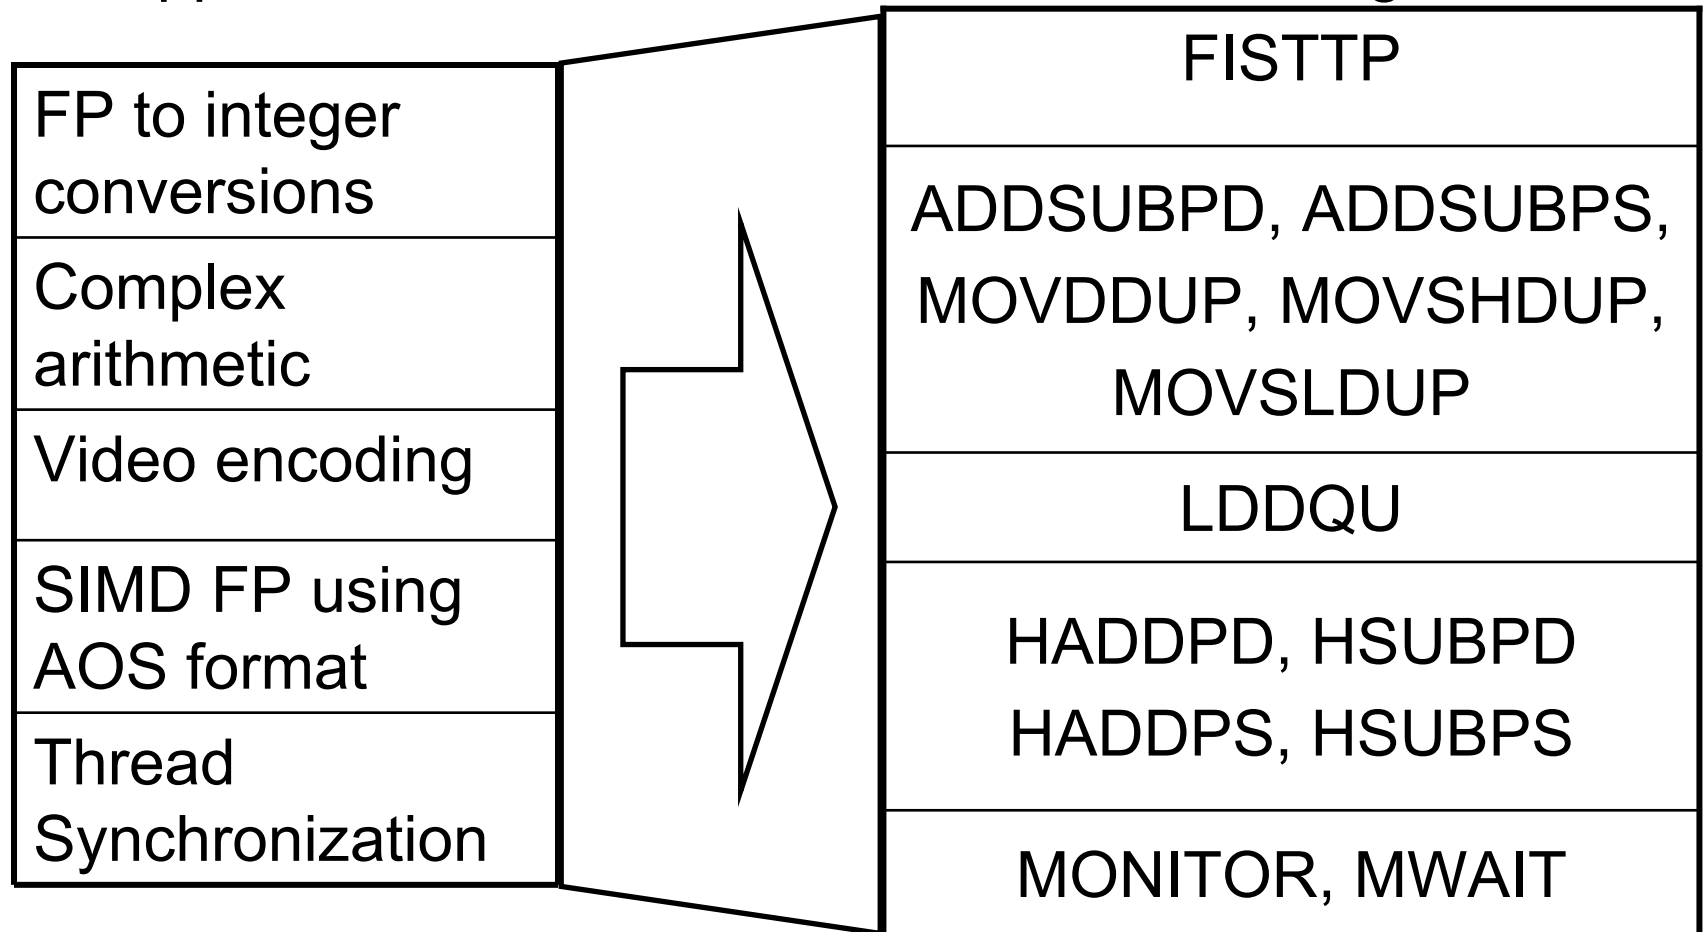 FP to integer
conversions
Complex
arithmetic
Video encoding
SIMD FP using
AOS format
Thread
Synchronization
FISTTP
ADDSUBPD, ADDSUBPS,
MOVDDUP, MOVSHDUP,
MOVSLDUP
LDDQU
HADDPD, HSUBPD
HADDPS, HSUBPS
MONITOR, MWAIT